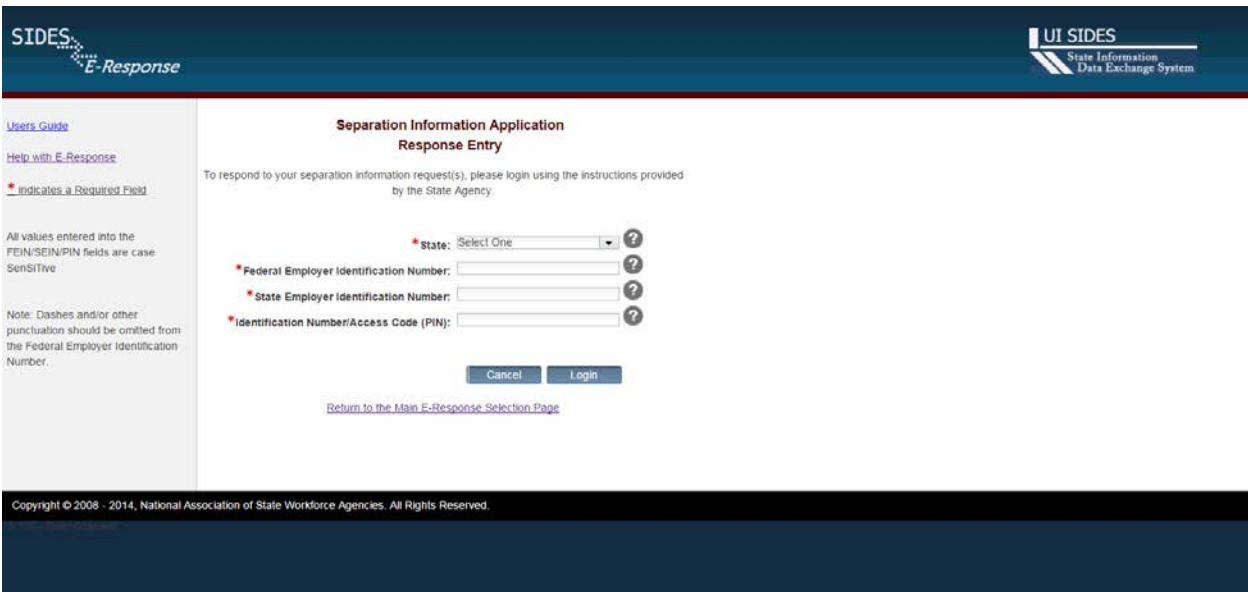 SIDES
E-Response
UI SIDES
State Information
Data Exchange System
Users Guide
Help with E-Response
* indicates a Required Field
All values entered into the
FEIN/SEIN/PIN fields are case
SenSiTive
Note: Dashes and/or other
punctuation should be omitted from
the Federal Employer Identification
Number.
Separation Information Application
Response Entry
To respond to your separation information request(s), please login using the instructions provided
by the State Agency.
*State: Select One ?
*Federal Employer Identification Number: ?
*State Employer Identification Number: ?
*Identification Number/Access Code (PIN): ?
Cancel Login
Return to the Main E-Response Selection Page
Copyright © 2008 - 2014, National Association of State Workforce Agencies. All Rights Reserved.